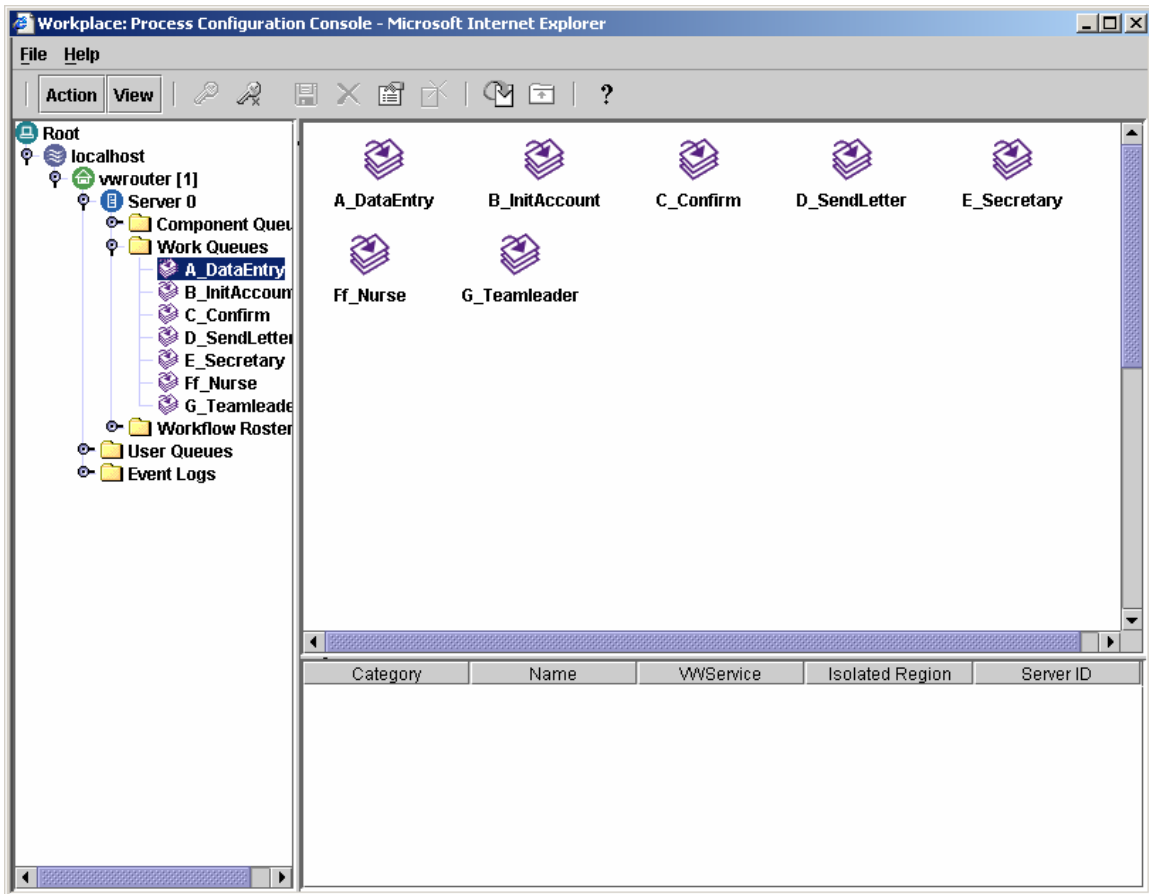 Workplace: Process Configuration Console - Microsoft Internet Explorer
File Help
Action View ?
Root
localhost
vwrouter [1]
Server 0
Component Queu
Work Queues
A_DataEntry
B_InitAccoun
C_Confirm
D_SendLetter
E_Secretary
Ff_Nurse
G_Teamleade
Workflow Roster
User Queues
Event Logs
A_DataEntry B_InitAccount C_Confirm D_SendLetter E_Secretary
Ff_Nurse G_Teamleader
Category Name VWService Isolated Region Server ID